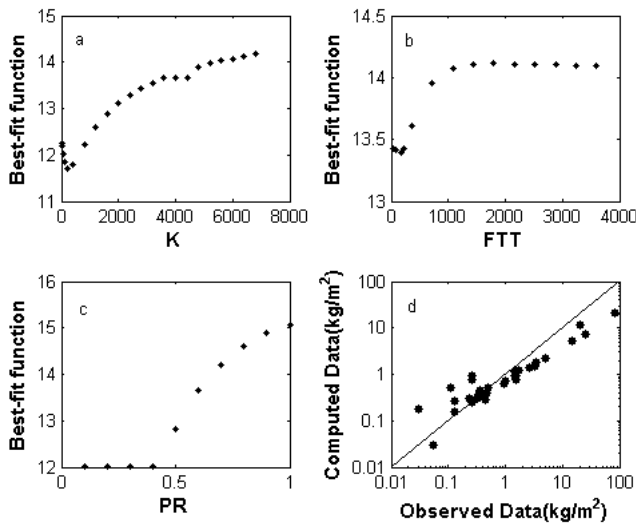 15
14
13
12
11
Best-fit function
a
0 2000 4000 6000 8000
K
14.5
14
13.5
13
Best-fit function
b
0 1000 2000 3000 4000
FTT
16
15
14
13
12
Best-fit function
c
0 0.5 1
PR
100
10
1
0.1
0.01
Computed Data(kg/m²)
d
0.01 0.1 1 10 100
Observed Data(kg/m²)